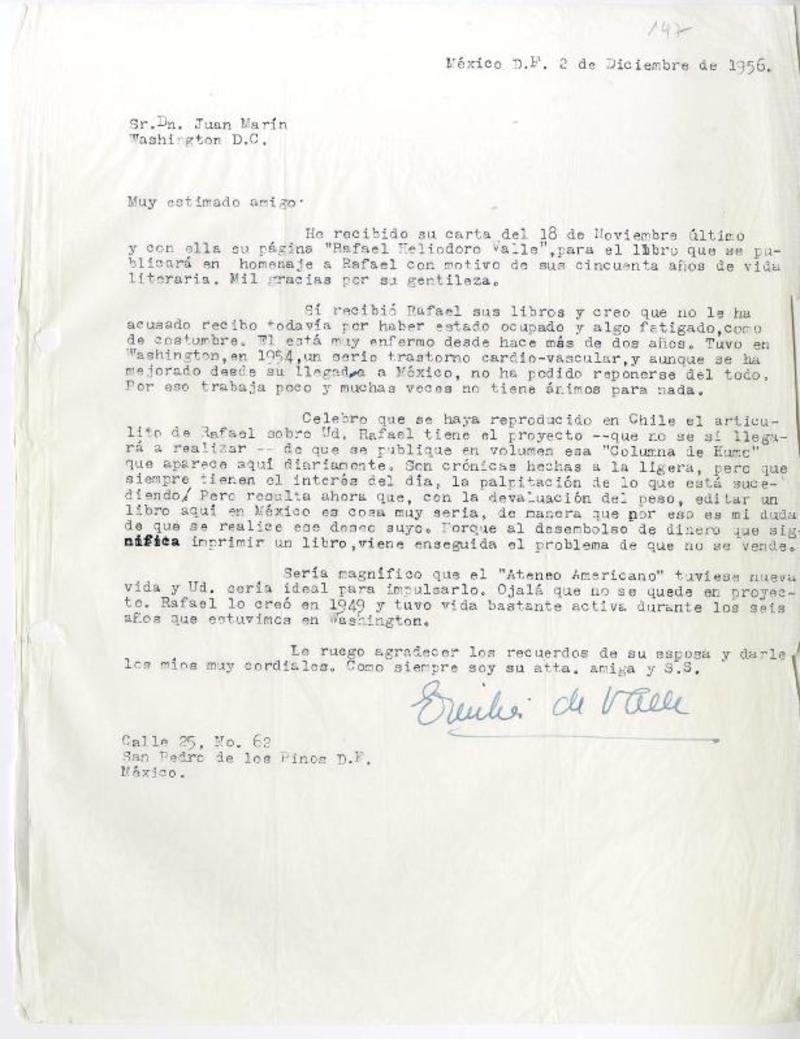 147
México D.F. 2 de Diciembre de 1956.
Sr.Dn. Juan Marín
Washington D.C.
Muy estimado amigo:
He recibido su carta del 18 de Noviembre último
y con ella su página "Rafael Heliodoro Valle",para el libro que se pu-
blicará en homenaje a Rafael con motivo de sus cincuenta años de vida
literaria. Mil gracias por su gentileza.
Sí recibió Rafael sus libros y creo que no le ha
acusado recibo todavía por haber estado ocupado y algo fatigado,como
de costumbre. El está muy enfermo desde hace más de dos años. Tuvo en
Washington,en 1954,un serio trastorno cardio-vascular,y aunque se ha
mejorado desde su llegada a México, no ha podido reponerse del todo.
Por eso trabaja poco y muchas veces no tiene ánimos para nada.
Celebro que se haya reproducido en Chile el articu-
lito de Rafael sobre Ud. Rafael tiene el proyecto --que no se si llega-
rá a realizar -- de que se publique en volumen esa "Columna de Humo"
que aparece aquí diariamente. Son crónicas hechas a la ligera, pero que
siempre tienen el interés del día, la palpitación de lo que está suce-
diendo/ Pero resulta ahora que, con la devaluación del peso, editar un
libro aquí en México es cosa muy seria, de manera que por eso es mi duda
de que se realice ese deseo suyo. Porque al desembolso de dinero que sig-
nifica imprimir un libro,viene enseguida el problema de que no se vende.
Sería magnífico que el "Ateneo Americano" tuviese nueva
vida y Ud. sería ideal para impulsarlo. Ojalá que no se quede en proyec-
to. Rafael lo creó en 1949 y tuvo vida bastante activa durante los seis
años que estuvimos en Washington.
Le ruego agradecer los recuerdos de su esposa y darle
los mios muy cordiales. Como siempre soy su atta. amiga y S.S.
Emilia de Valle
Calle 25, No. 62
San Pedro de los Pinos D.F.
México.